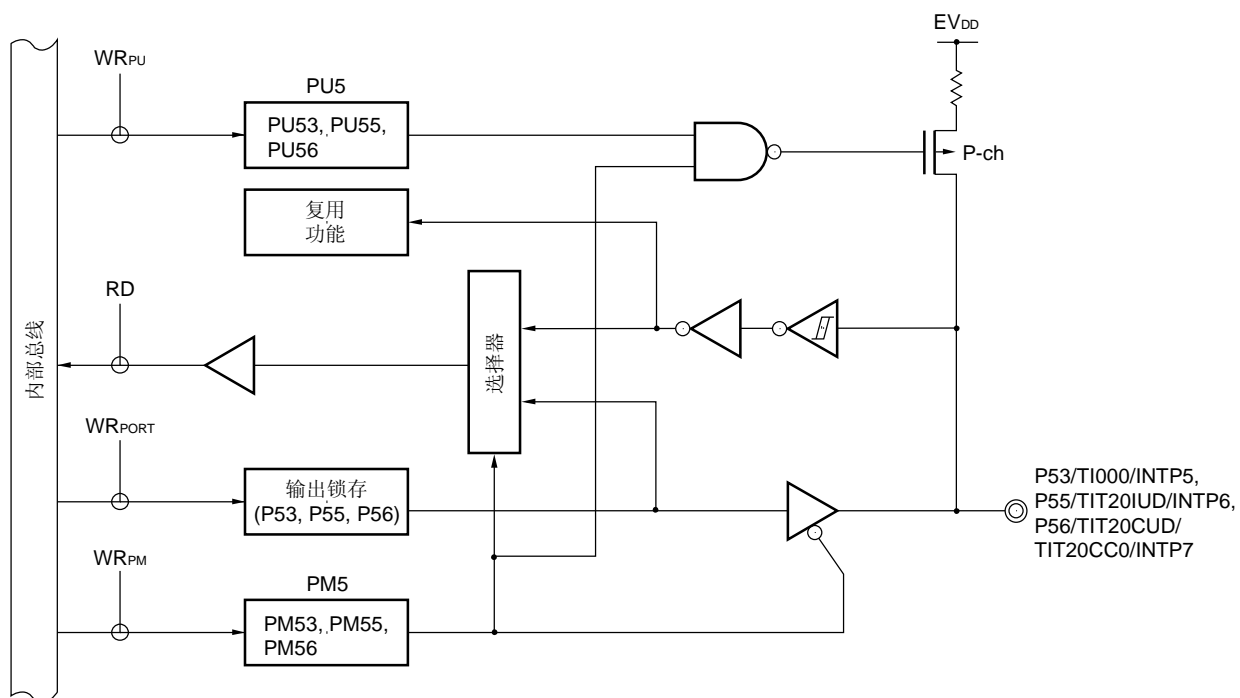 EVDD
WRPU
PU5
PU53, PU55,
PU56
P-ch
复用
功能
RD
内部总线
选择器
WRPORT
输出锁存
(P53, P55, P56)
P53/TI000/INTP5,
P55/TIT20IUD/INTP6,
P56/TIT20CUD/
TIT20CC0/INTP7
WRPM
PM5
PM53, PM55,
PM56